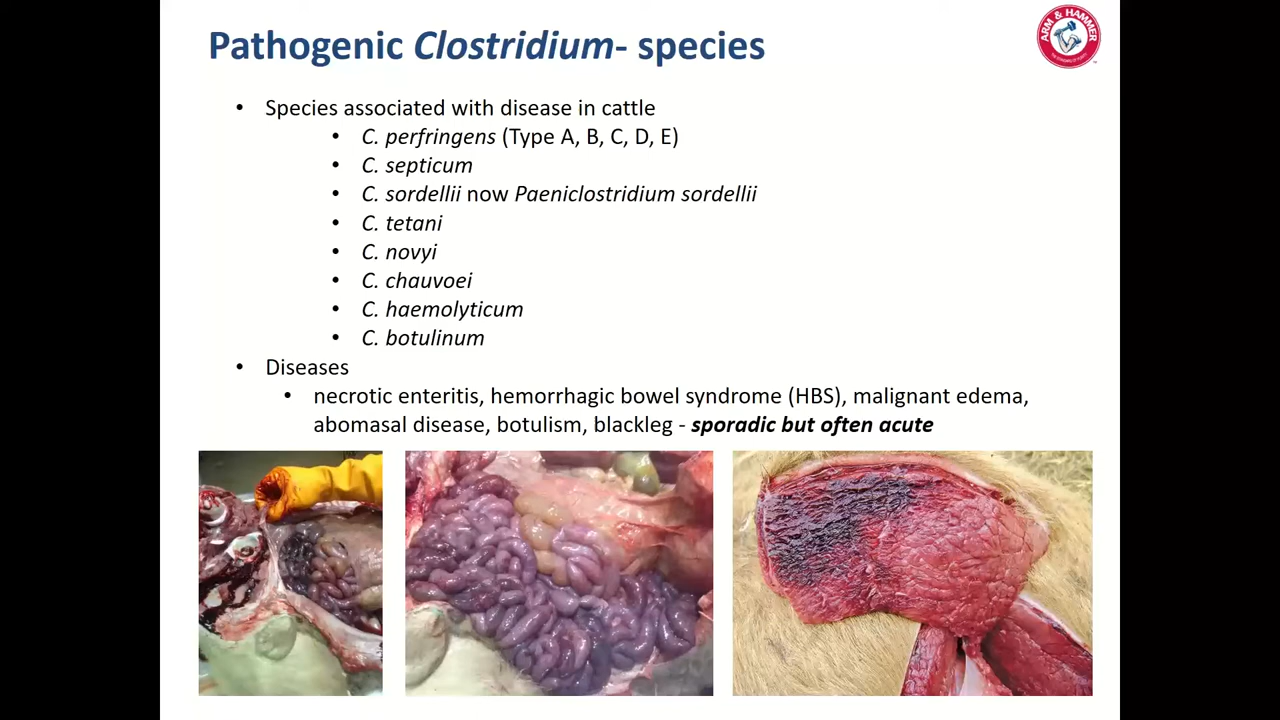 Pathogenic Clostridium- species
ARM & HAMMER
• Species associated with disease in cattle
• C. perfringens (Type A, B, C, D, E)
• C. septicum
• C. sordellii now Paeniclostridium sordellii
• C. tetani
• C. novyi
• C. chauvoei
• C. haemolyticum
• C. botulinum
• Diseases
• necrotic enteritis, hemorrhagic bowel syndrome (HBS), malignant edema,
abomasal disease, botulism, blackleg - sporadic but often acute